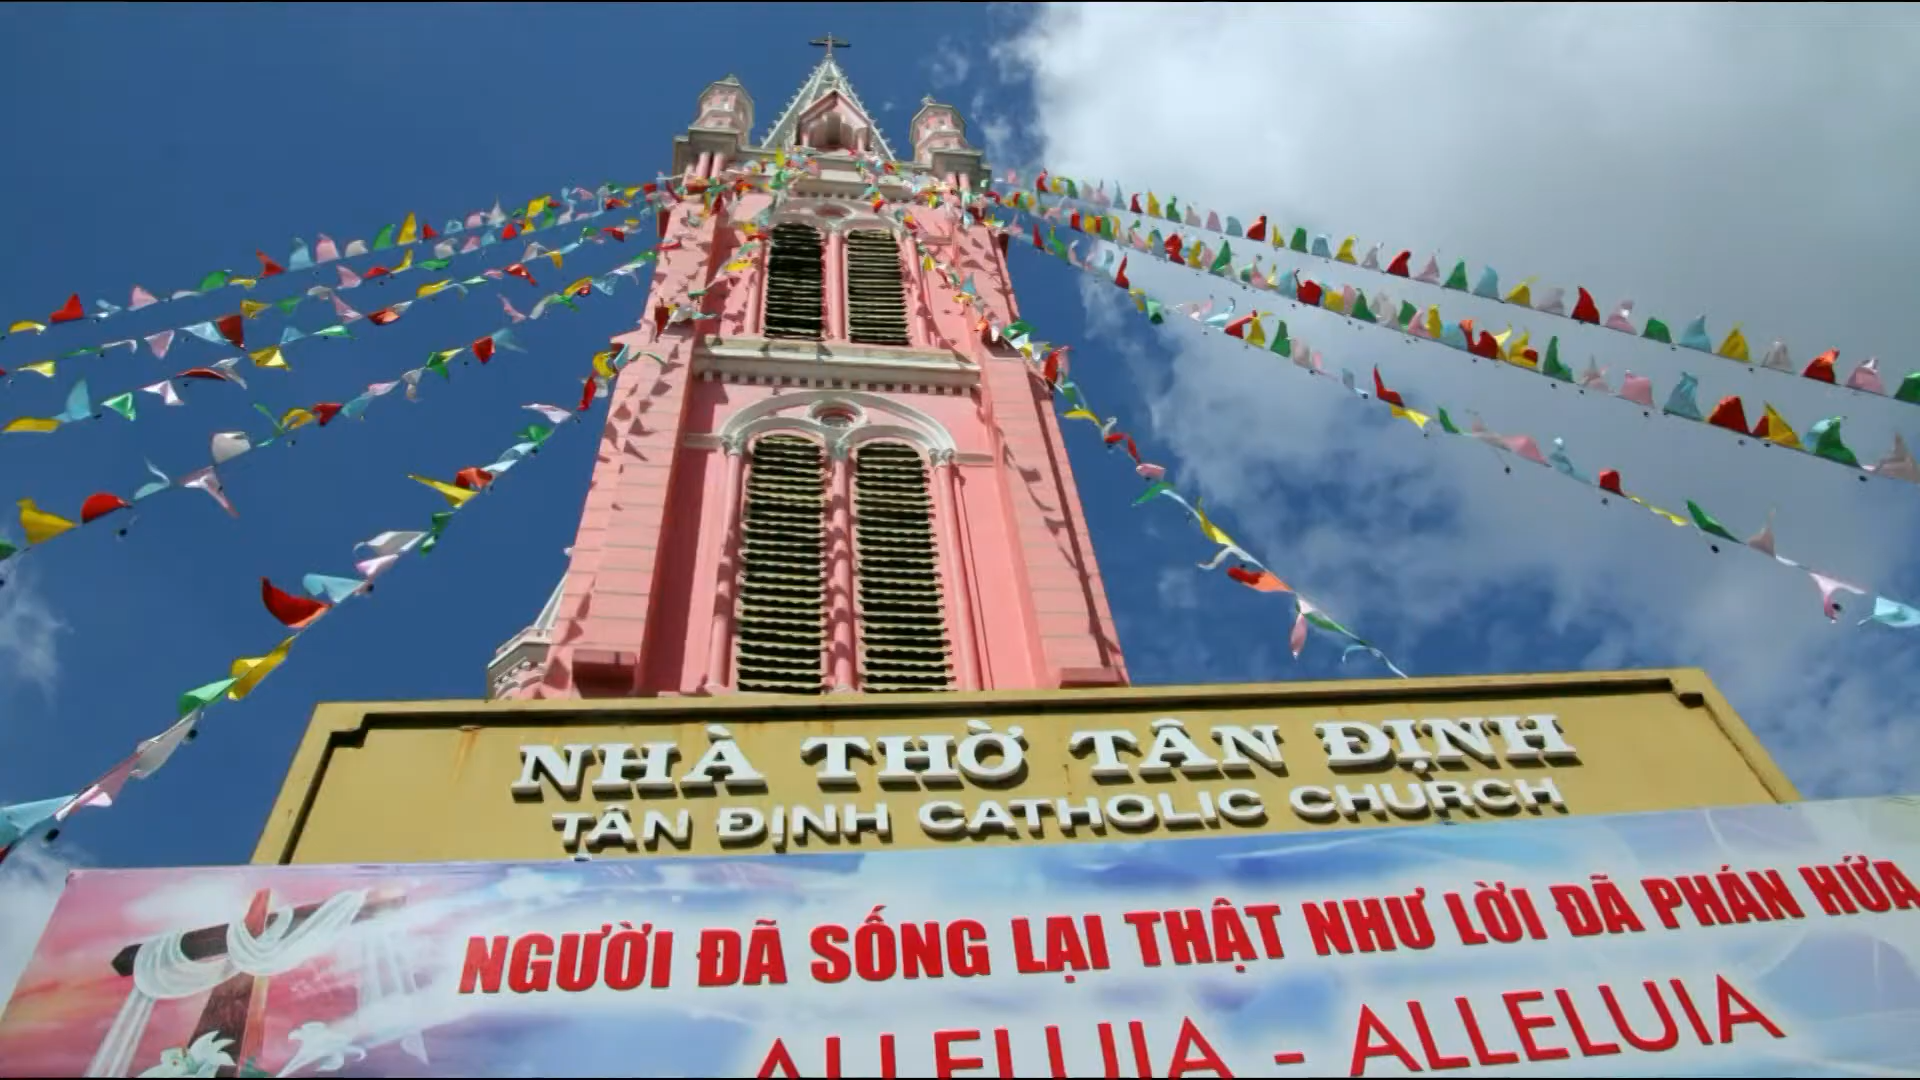 NHÀ THỜ TÂN ĐỊNH
TÂN ĐỊNH CATHOLIC CHURCH
NGƯỜI ĐÃ SỐNG LẠI THẬT NHƯ LỜI ĐÃ PHÁN HỨA
ALLELUIA - ALLELUIA